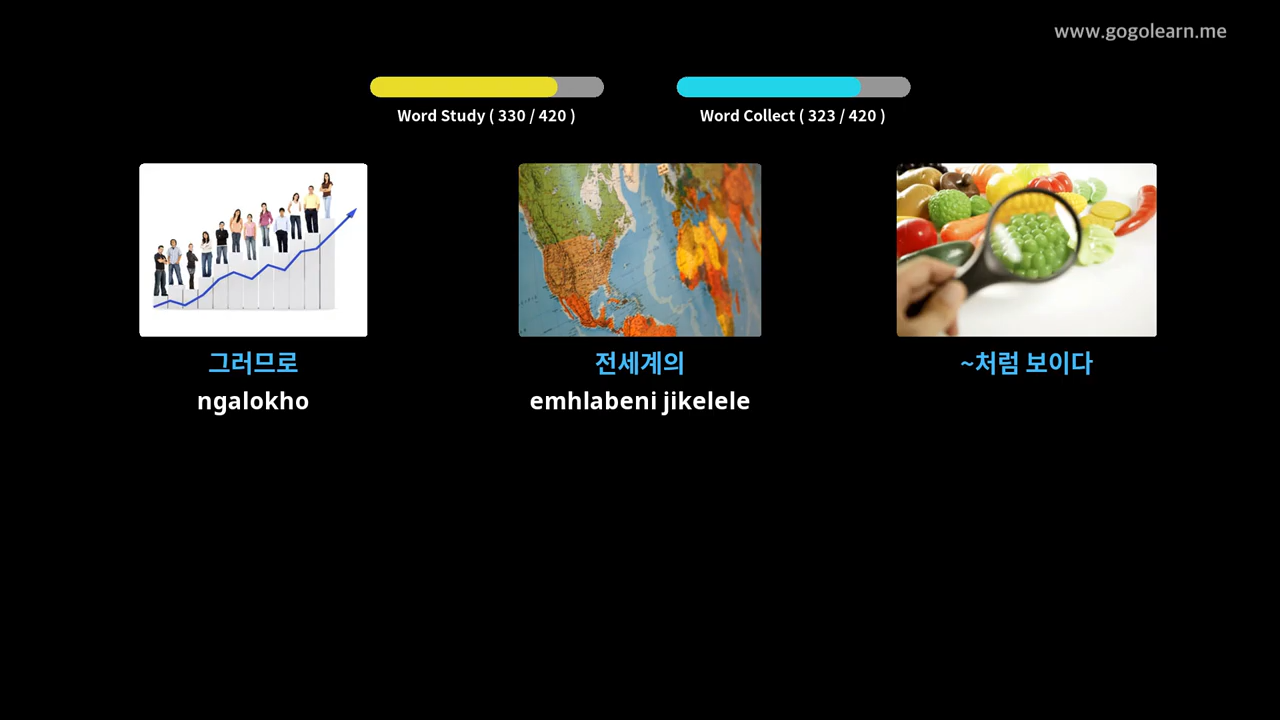 www.gogolearn.me
Word Study ( 330 / 420 )
Word Collect ( 323 / 420 )
그러므로
ngalokho
전세계의
emhlabeni jikelele
~처럼 보이다